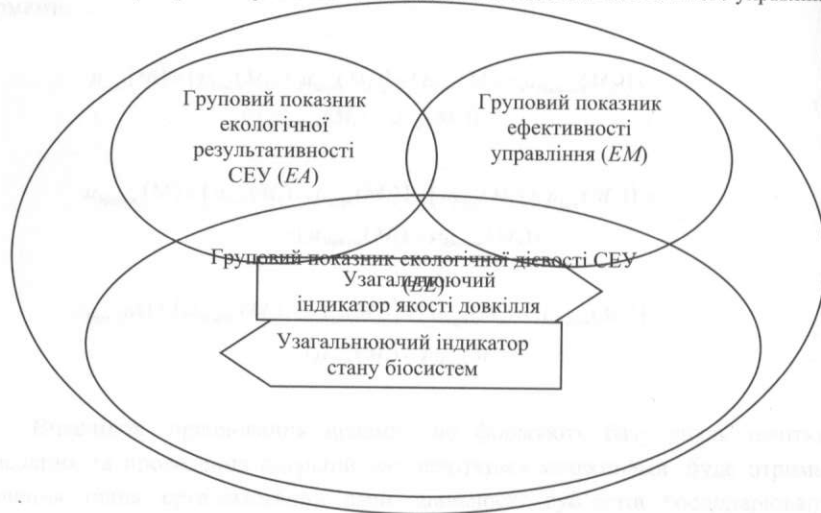 управлін
Груповий показник
екологічної
результативності
СЕУ (ЕА)
Груповий показник
ефективності
управління (ЕМ)
Груповий показник екологічної дієвості СЕУ
(ЕЕ)
Узагальнюючий
індикатор якості довкілля
Узагальнюючий індикатор
стану біосистем